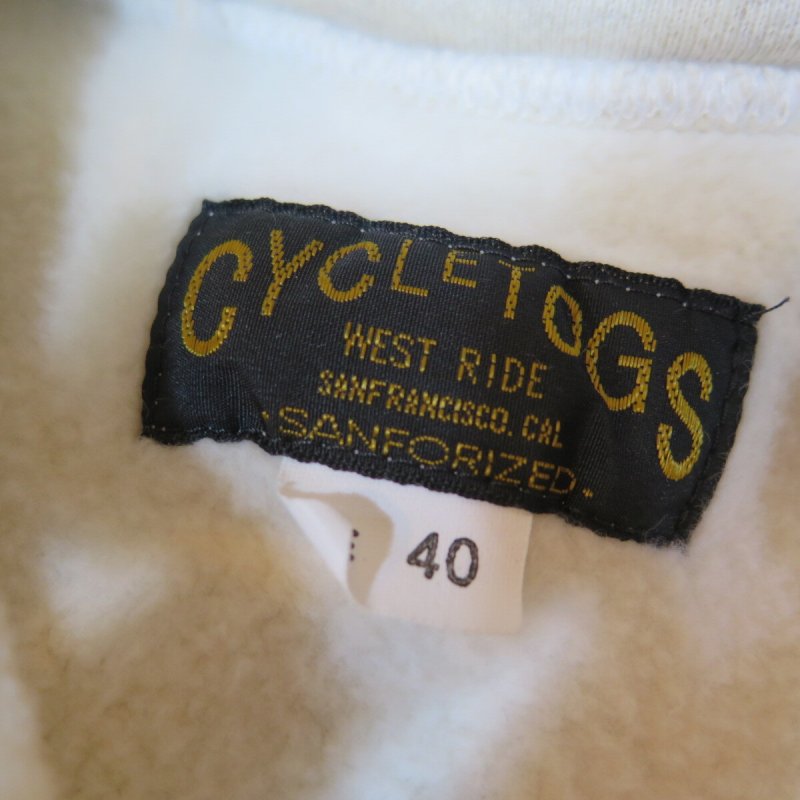 CYCLETOGS
WEST RIDE
SANFRANCISCO. CAL
SANFORIZED.
40